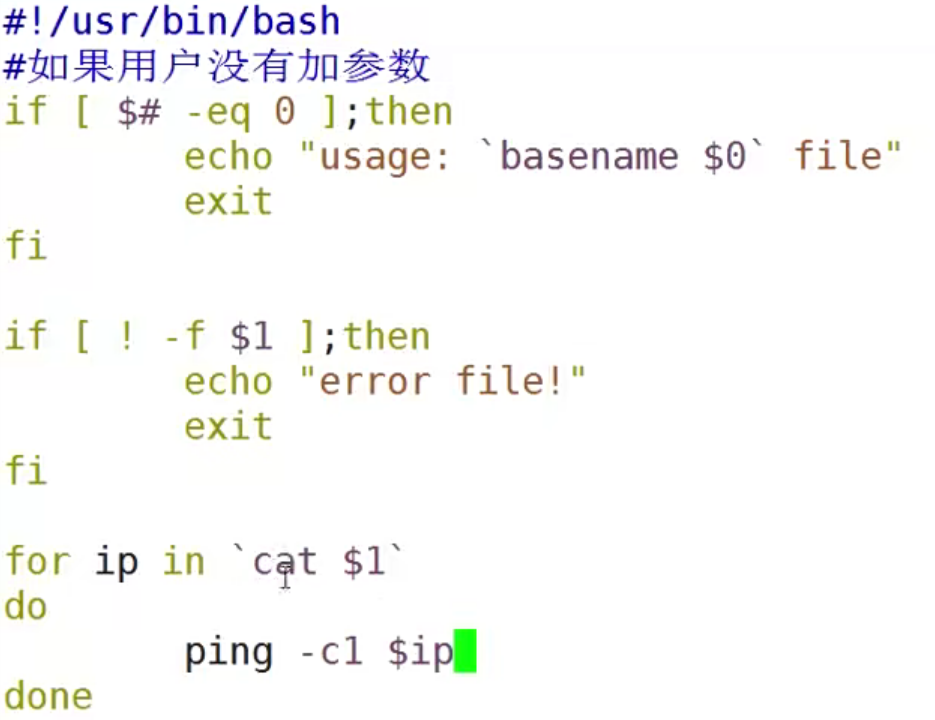 #!/usr/bin/bash
#如果用户没有加参数
if [ $# -eq 0 ];then
        echo "usage: `basename $0` file"
        exit
fi

if [ ! -f $1 ];then
        echo "error file!"
        exit
fi

for ip in `cat $1`
do
        ping -c1 $ip
done